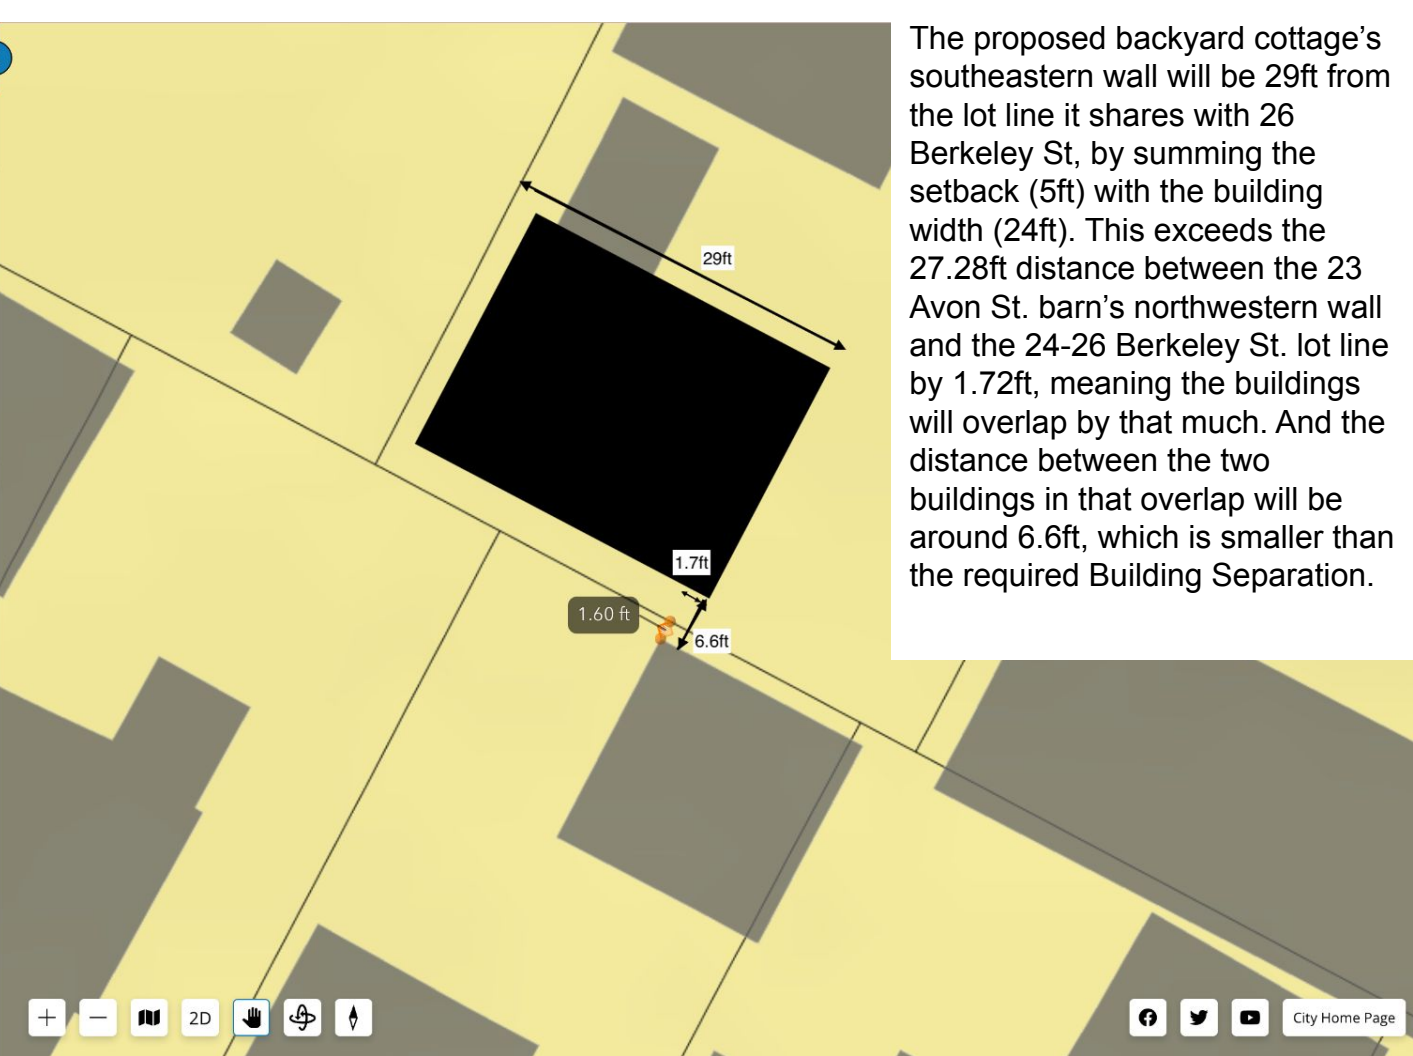 The proposed backyard cottage’s
southeastern wall will be 29ft from
the lot line it shares with 26
Berkeley St, by summing the
setback (5ft) with the building
width (24ft). This exceeds the
27.28ft distance between the 23
Avon St. barn’s northwestern wall
and the 24-26 Berkeley St. lot line
by 1.72ft, meaning the buildings
will overlap by that much. And the
distance between the two
buildings in that overlap will be
around 6.6ft, which is smaller than
the required Building Separation.
29ft
1.7ft
1.60 ft
6.6ft
2D
City Home Page